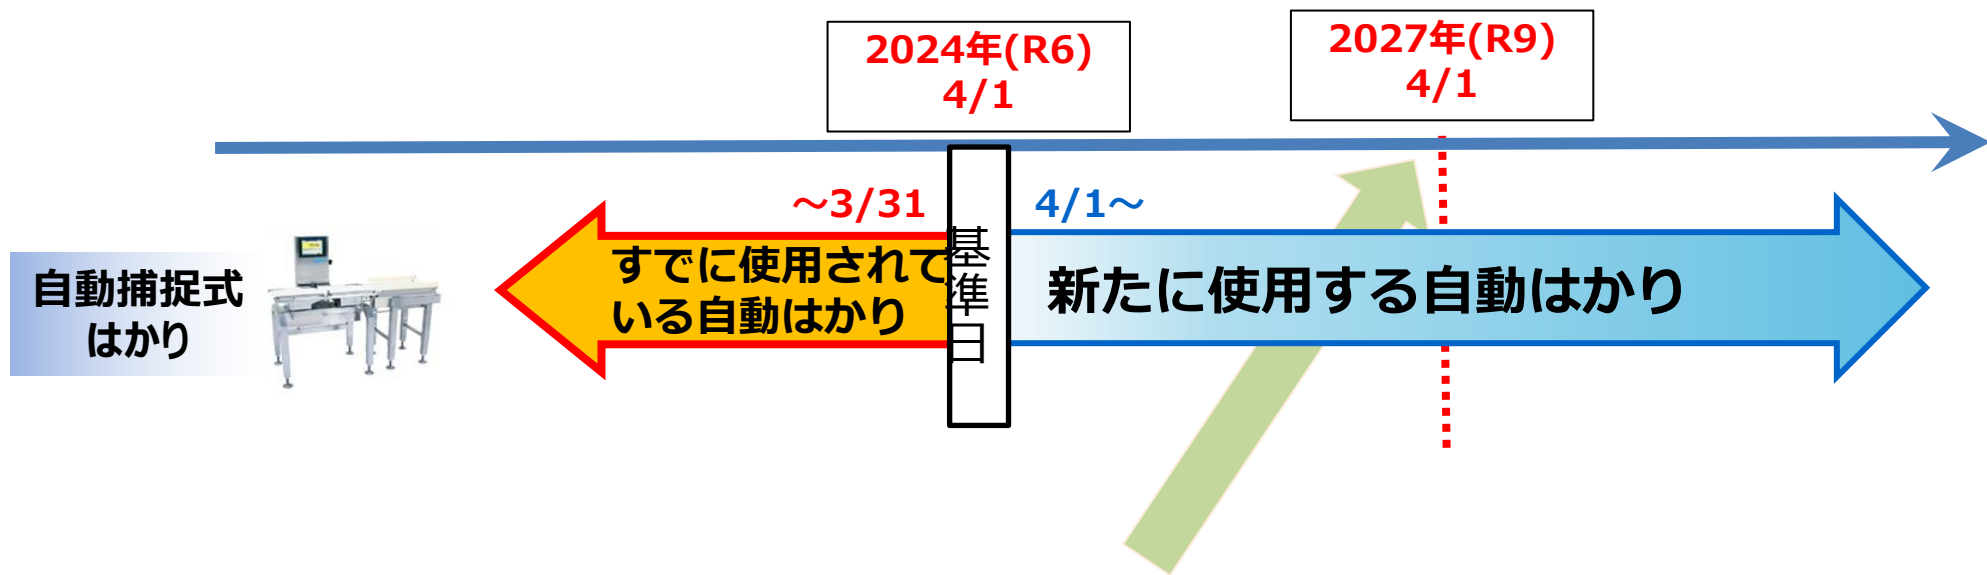 2024年(R6)
4/1
2027年(R9)
4/1
～3/31
4/1～
自動捕捉式
はかり
すでに使用されて
いる自動はかり
基準日
新たに使用する自動はかり